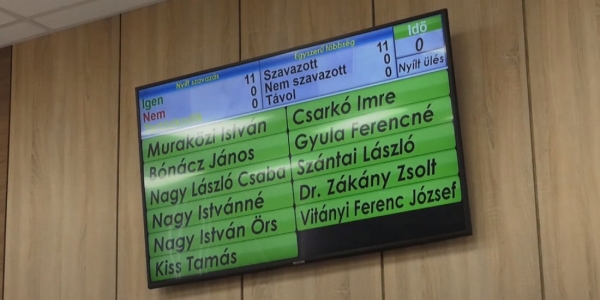 Nyílt szavazás
Egyszerű többség
Idő
Igen 11
Nem 0
0
Szavazott 11
Nem szavazott 0
Távol 0
0
Nyílt ülés
Muraközi István
Bónácz János
Nagy László Csaba
Nagy Istvánné
Nagy István Örs
Kiss Tamás
Csarkó Imre
Gyula Ferencné
Szántai László
Dr. Zákány Zsolt
Vitányi Ferenc József